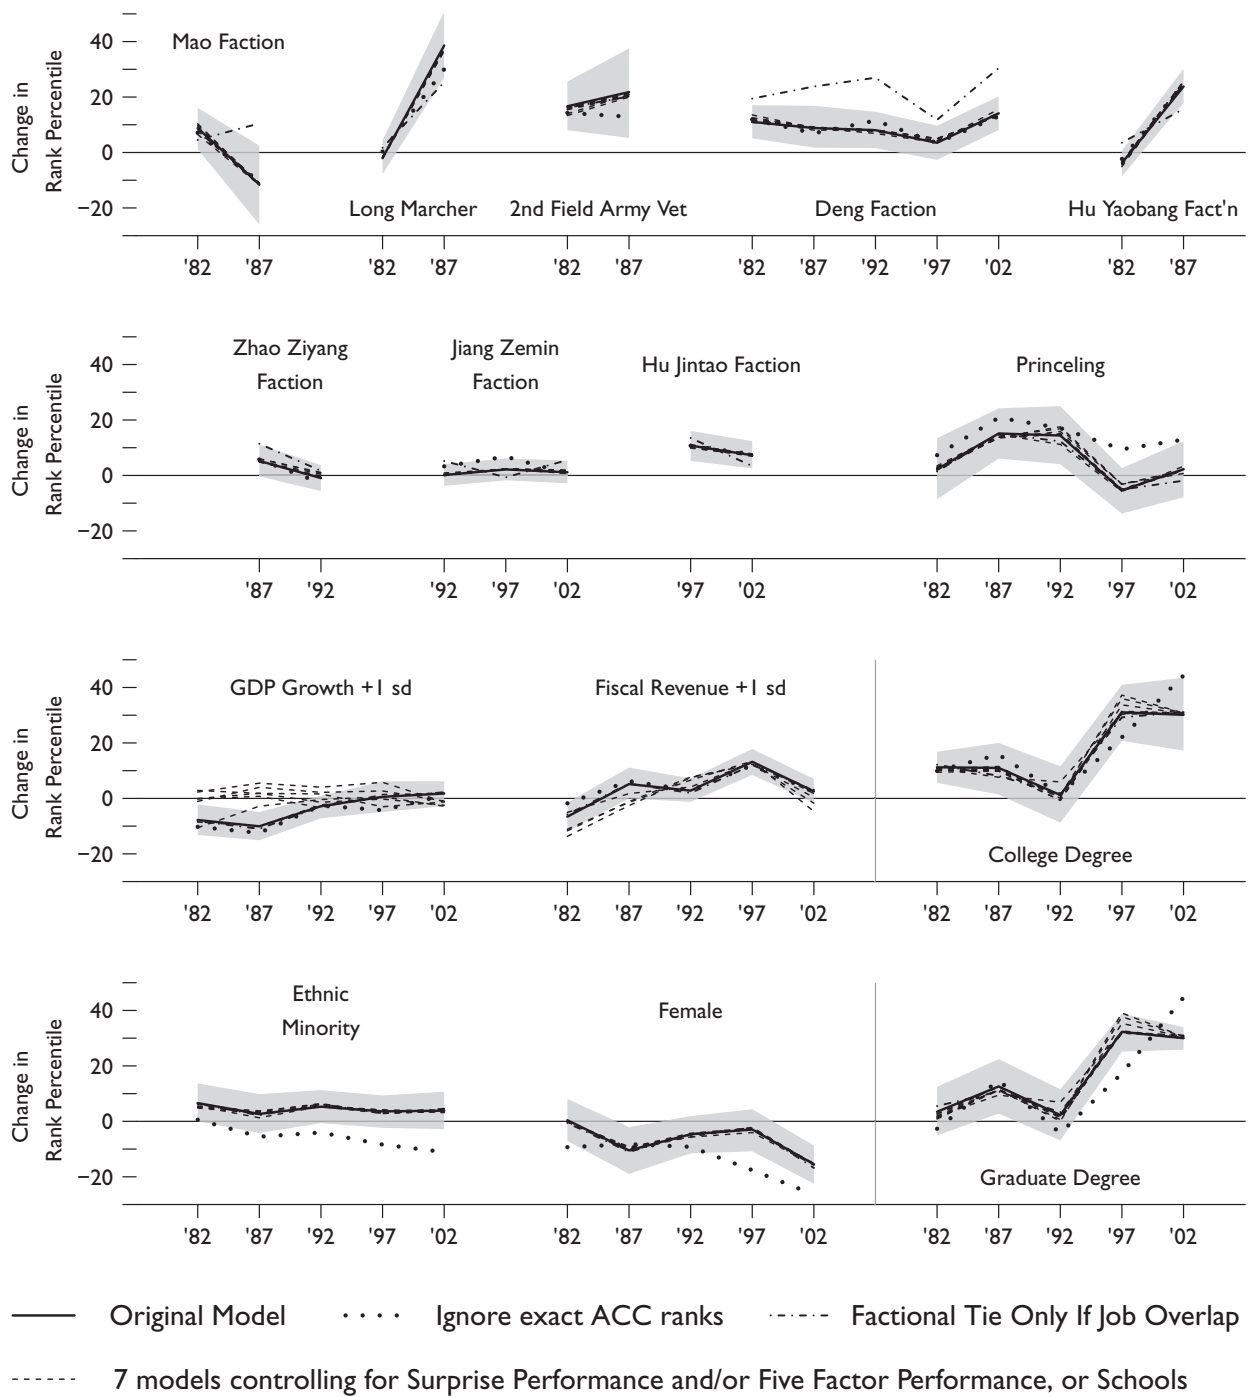 Change in
Rank Percentile
40
20
0
−20
Mao Faction
Long Marcher
2nd Field Army Vet
Deng Faction
Hu Yaobang Fact'n
'82 '87 '82 '87 '82 '87 '82 '87 '92 '97 '02 '82 '87
Change in
Rank Percentile
40
20
0
−20
Zhao Ziyang
Faction
Jiang Zemin
Faction
Hu Jintao Faction
Princeling
'87 '92 '92 '97 '02 '97 '02 '82 '87 '92 '97 '02
Change in
Rank Percentile
40
20
0
−20
GDP Growth +1 sd
Fiscal Revenue +1 sd
College Degree
'82 '87 '92 '97 '02 '82 '87 '92 '97 '02 '82 '87 '92 '97 '02
Change in
Rank Percentile
40
20
0
−20
Ethnic
Minority
Female
Graduate Degree
'82 '87 '92 '97 '02 '82 '87 '92 '97 '02 '82 '87 '92 '97 '02
Original Model Ignore exact ACC ranks Factional Tie Only If Job Overlap
7 models controlling for Surprise Performance and/or Five Factor Performance, or Schools